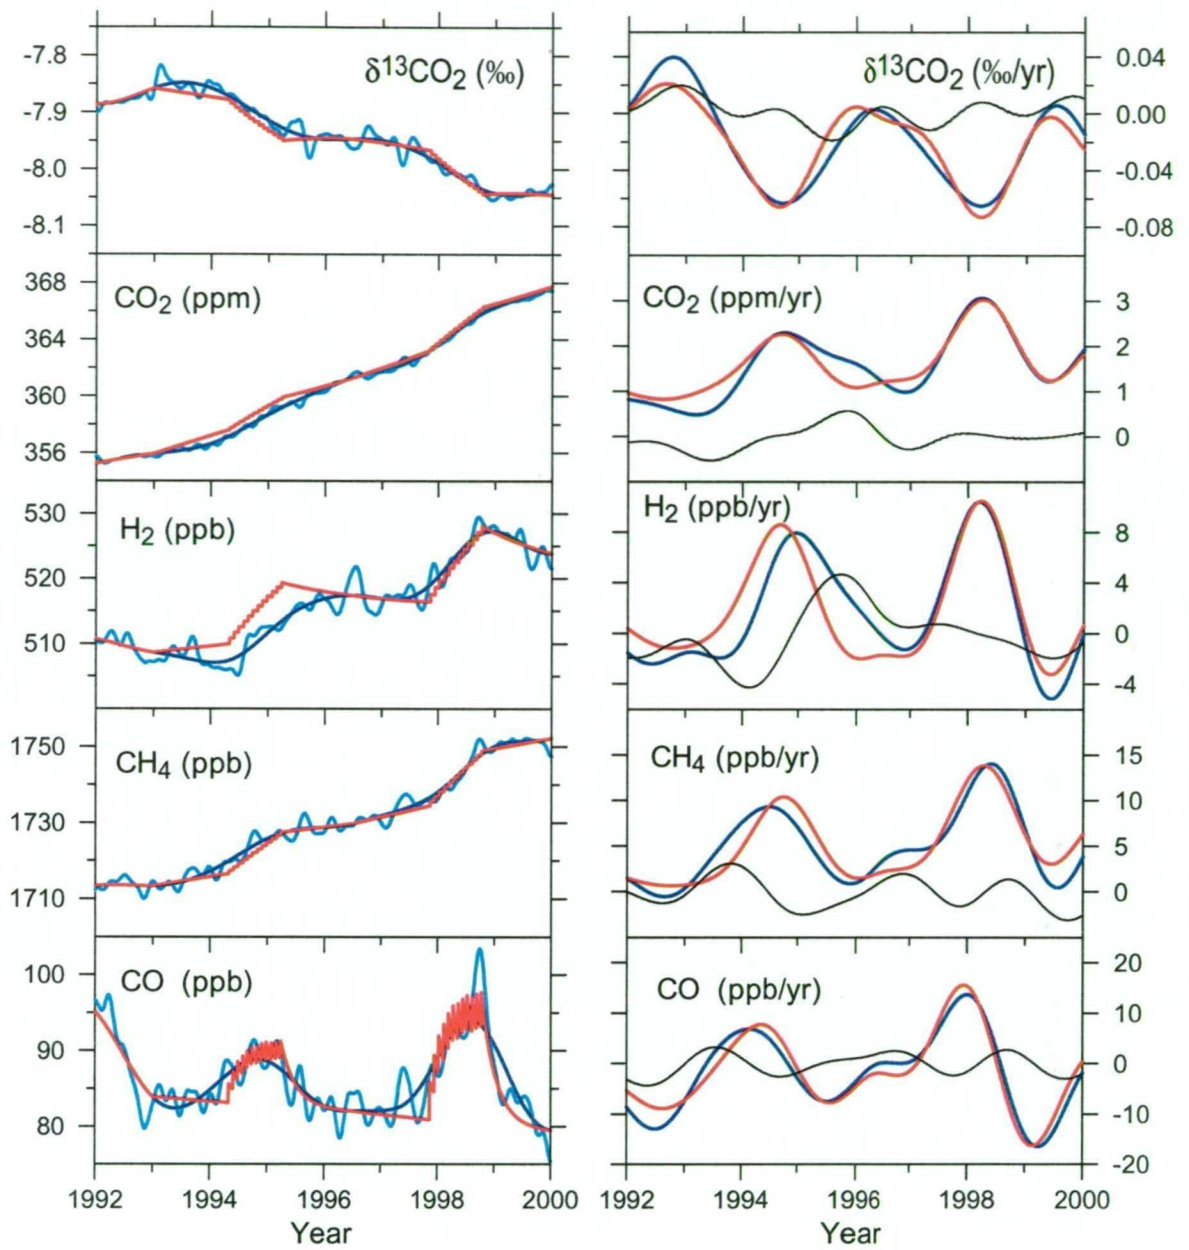 δ13CO2 (‰)
-7.8
-7.9
-8.0
-8.1
δ13CO2 (‰/yr)
0.04
0.00
-0.04
-0.08
CO2 (ppm)
368
364
360
356
CO2 (ppm/yr)
3
2
1
0
H2 (ppb)
530
520
510
H2 (ppb/yr)
8
4
0
-4
CH4 (ppb)
1750
1730
1710
CH4 (ppb/yr)
15
10
5
0
CO (ppb)
100
90
80
CO (ppb/yr)
20
10
0
-10
-20
1992 1994 1996 1998 2000
Year
1992 1994 1996 1998 2000
Year